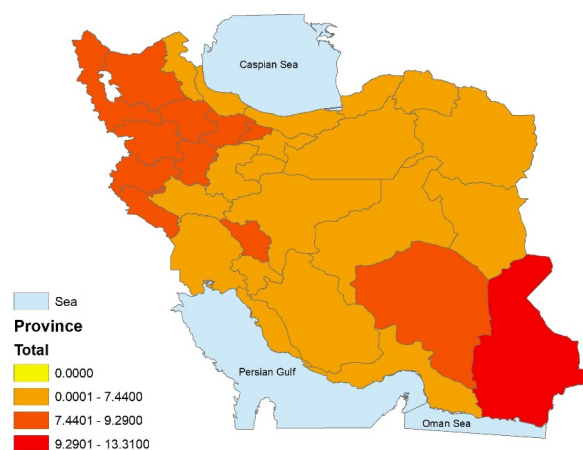 Caspian Sea
Sea
Province
Total
0.0000
0.0001 - 7.4400
7.4401 - 9.2900
9.2901 - 13.3100
Persian Gulf
Oman Sea